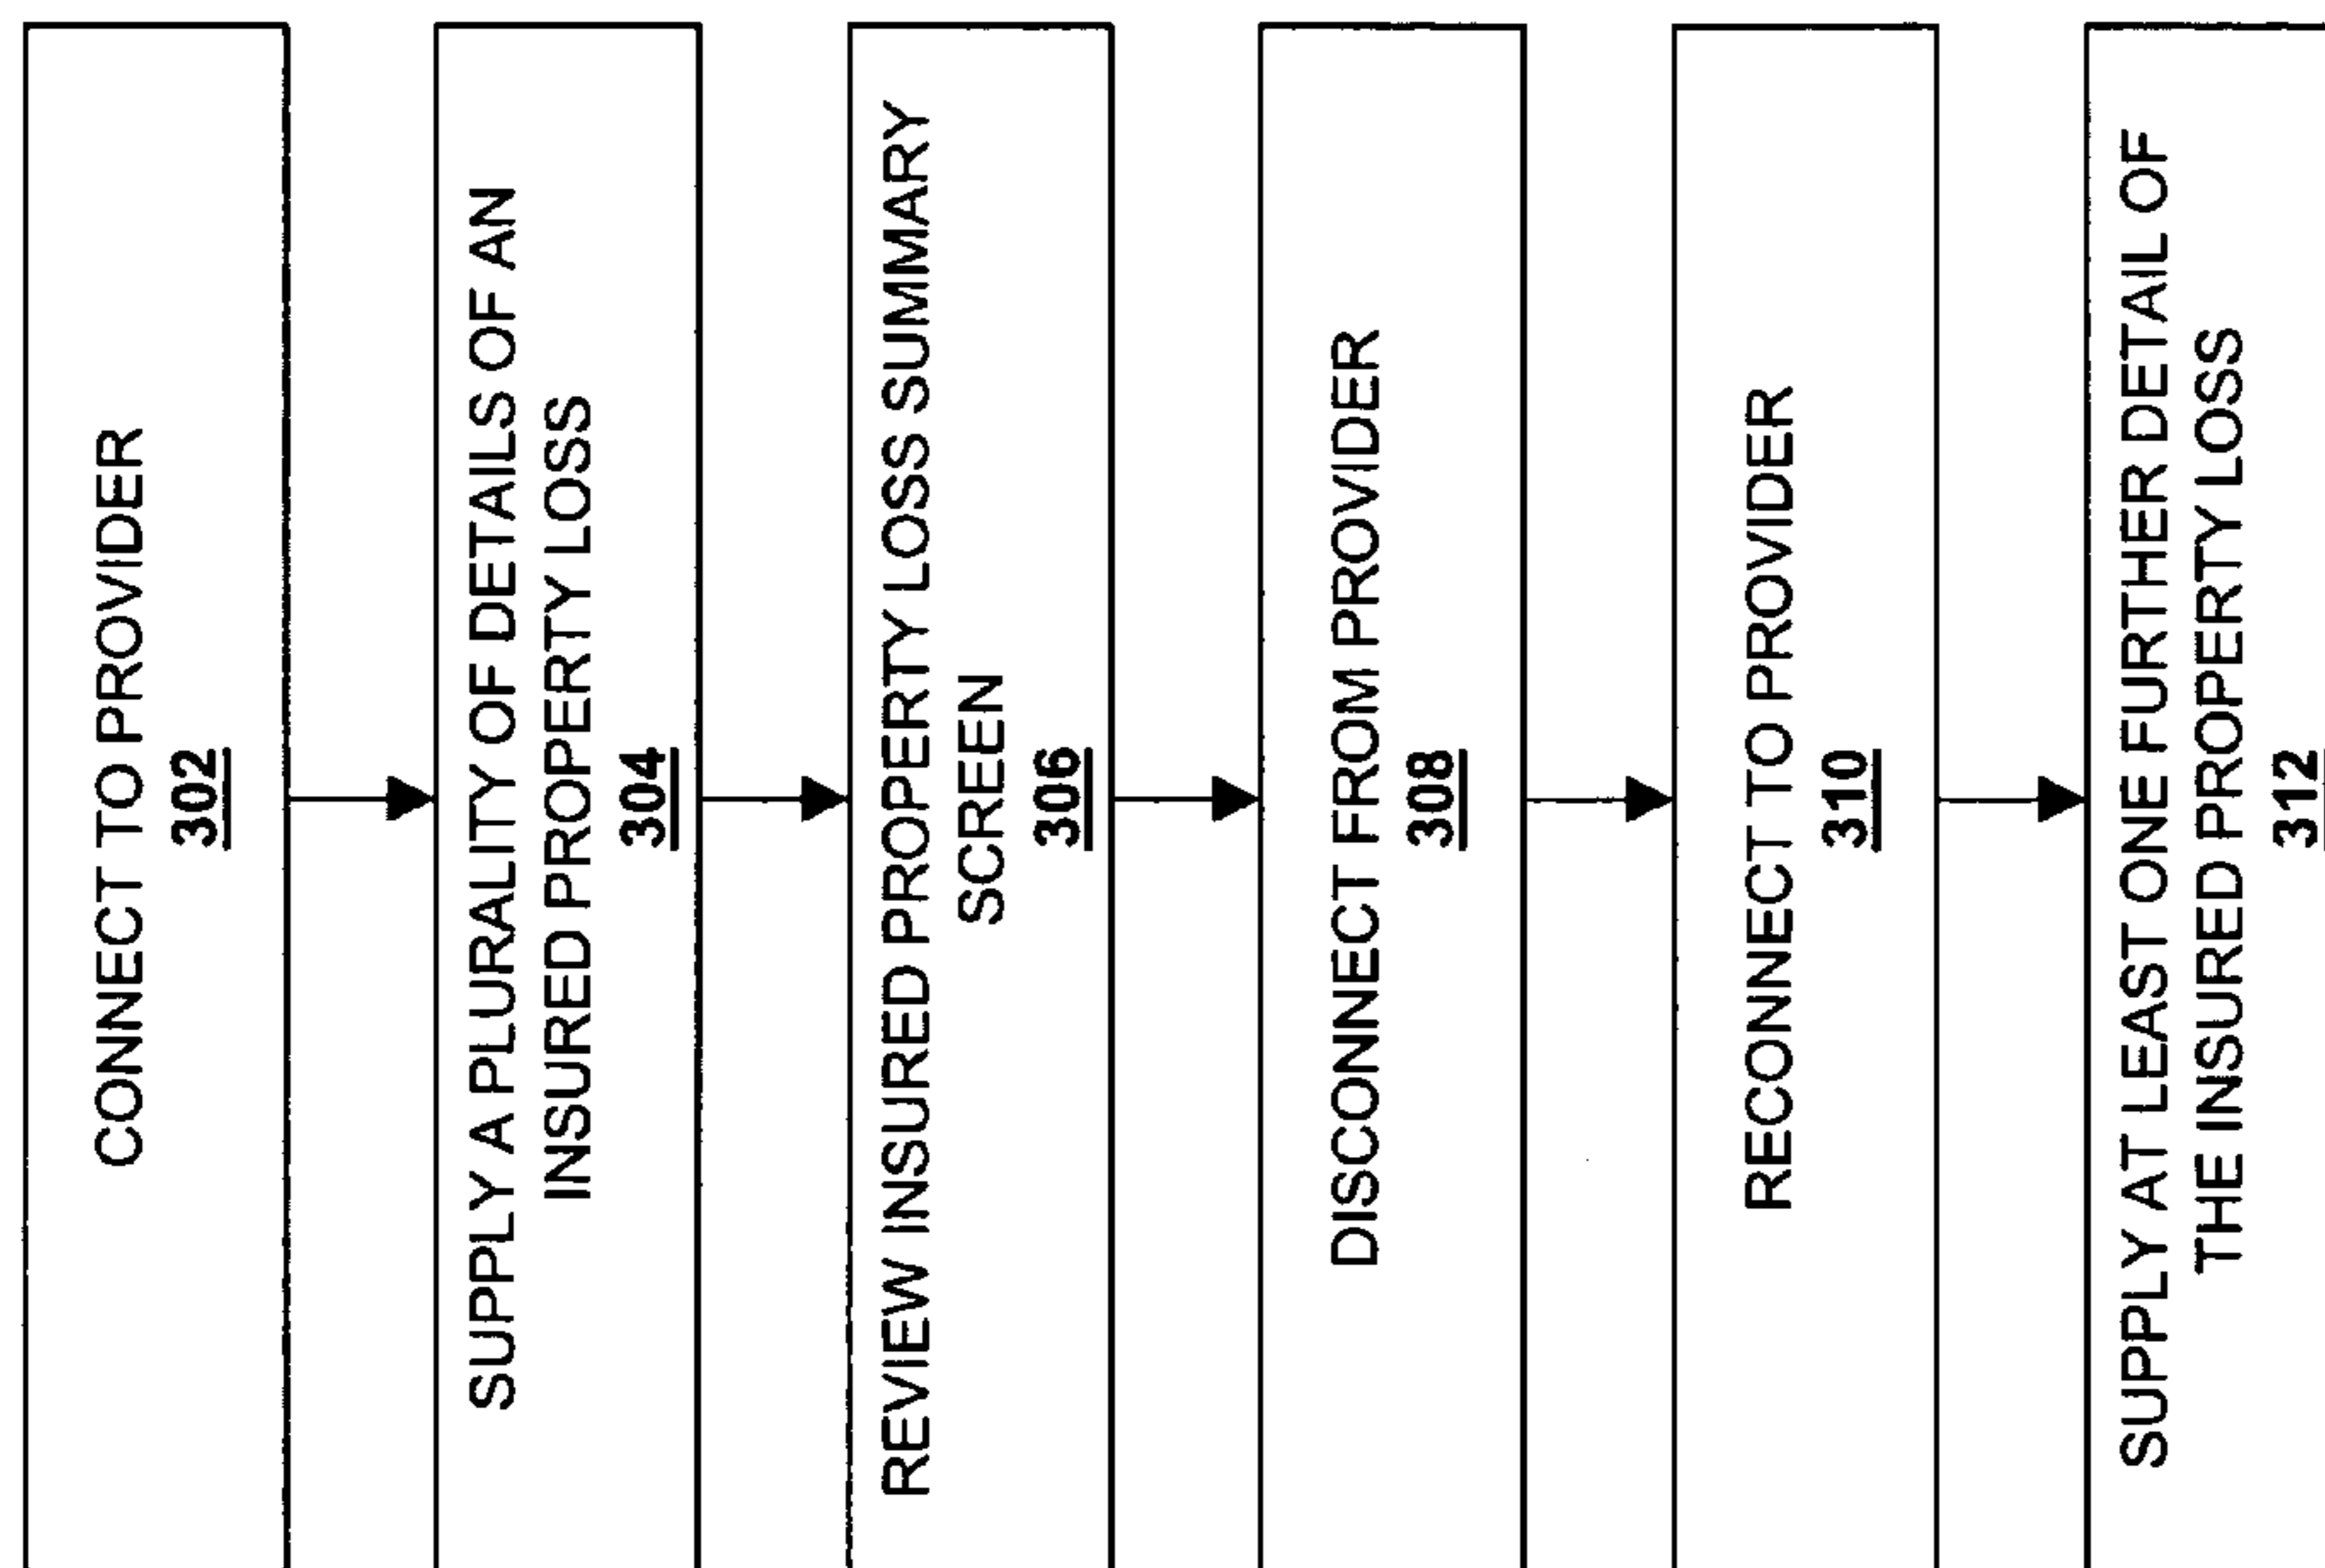 CONNECT TO PROVIDER
302
SUPPLY A PLURALITY OF DETAILS OF AN
INSURED PROPERTY LOSS
304
REVIEW INSURED PROPERTY LOSS SUMMARY
SCREEN
306
DISCONNECT FROM PROVIDER
308
RECONNECT TO PROVIDER
310
SUPPLY AT LEAST ONE FURTHER DETAIL OF
THE INSURED PROPERTY LOSS
312